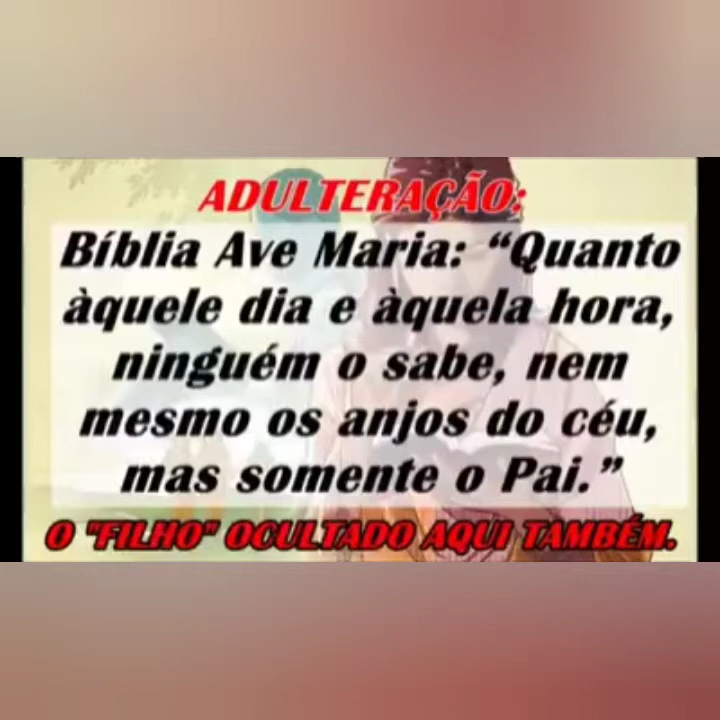 ADULTERAÇÃO:
Bíblia Ave Maria: “Quanto
àquele dia e àquela hora,
ninguém o sabe, nem
mesmo os anjos do céu,
mas somente o Pai.”
O "FILHO" OCULTADO AQUI TAMBÉM.